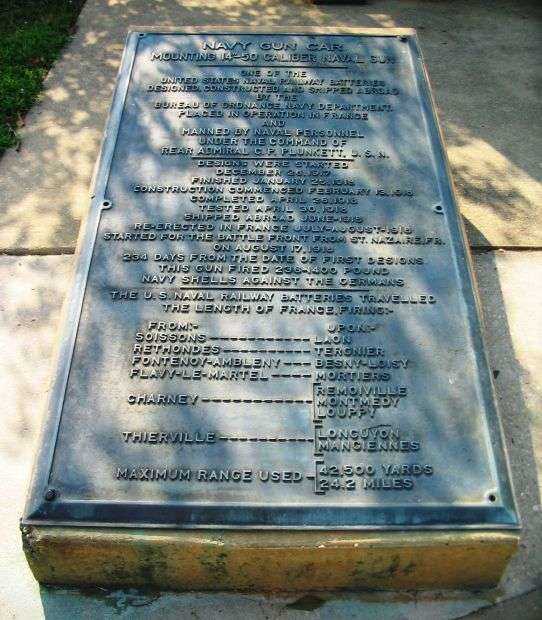 NAVY GUN CAR
MOUNTING 14"-50 CALIBER NAVAL GUN
ONE OF THE
UNITED STATES NAVAL RAILWAY BATTERIES
DESIGNED, CONSTRUCTED AND SHIPPED ABROAD
BY THE
BUREAU OF ORDNANCE, NAVY DEPARTMENT.
PLACED IN OPERATION IN FRANCE
AND
MANNED BY NAVAL PERSONNEL
UNDER THE COMMAND OF
REAR ADMIRAL C.P. PLUNKETT, U.S.N.
DESIGNS WERE STARTED
DECEMBER 26, 1917
FINISHED JANUARY 25, 1918
CONSTRUCTION COMMENCED FEBRUARY 18, 1918
COMPLETED APRIL 25, 1918
TESTED APRIL 30, 1918
SHIPPED ABROAD JUNE-1918
RE-ERECTED IN FRANCE JULY-AUGUST-1918
STARTED FOR THE BATTLE FRONT FROM ST. NAZAIRE, FR.
ON AUGUST 17, 1918
234 DAYS FROM THE DATE OF FIRST DESIGNS
THIS GUN FIRED 238-1400 POUND
NAVY SHELLS AGAINST THE GERMANS
THE U.S. NAVAL RAILWAY BATTERIES TRAVELLED
THE LENGTH OF FRANCE, FIRING:-
FROM:- UPON:-
SOISSONS LAON
RETHONDES TERGNIER
FONTENOY-AMBLENY BESNY-LOISY
FLAVY-LE-MARTEL MORTIERS
CHARNEY REMOIVILLE
MONTMEDY
LOUPPY
THIERVILLE LONGUYON
MANGIENNES
MAXIMUM RANGE USED 42,500 YARDS
24.2 MILES